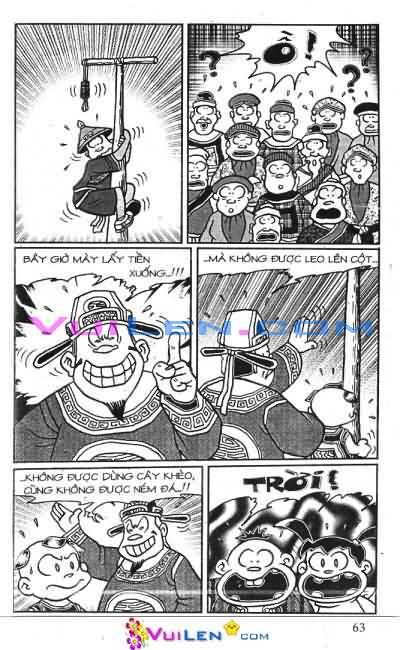 ồ!
? ? ?
BÂY GIỜ MÀY LẤY TIỀN
XUỐNG...!!!
...MÀ KHÔNG ĐƯỢC LEO LÊN CỘT...
VUILEN.COM
...KHÔNG ĐƯỢC DÙNG CÂY KHÈO,
CŨNG KHÔNG ĐƯỢC NÉM ĐÁ...!!
TRỜI!
63
VUILEN.COM